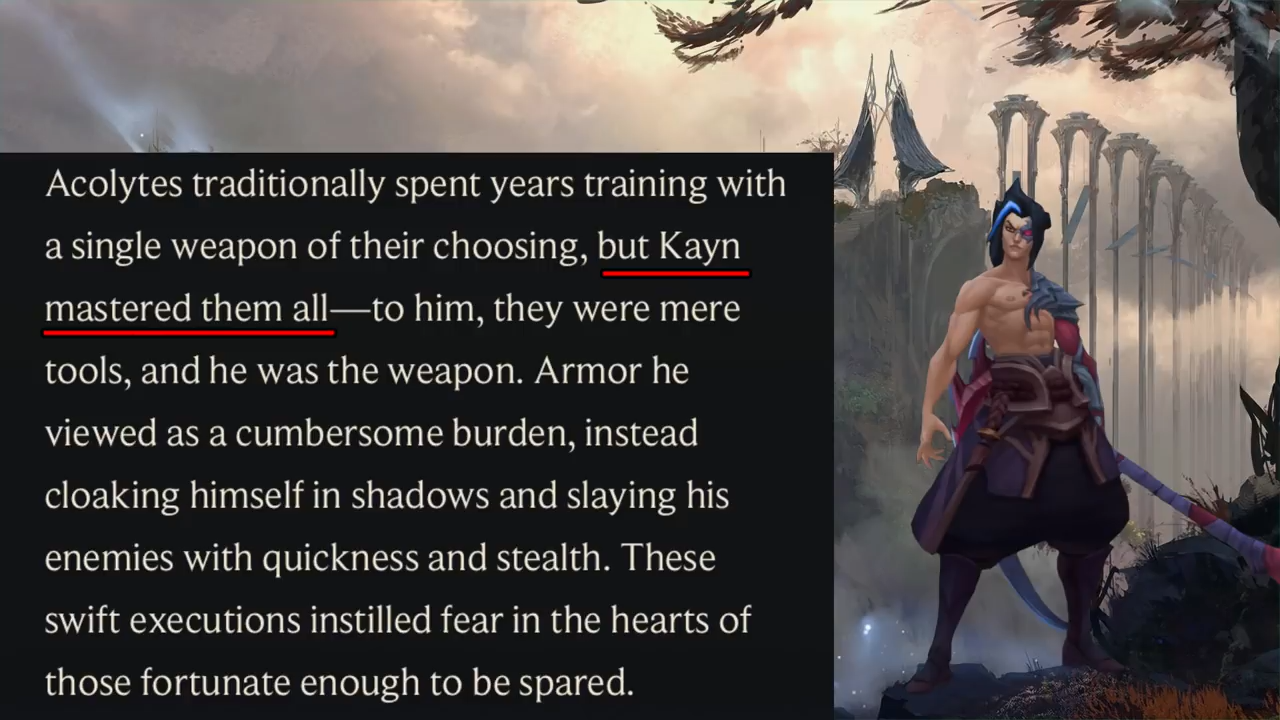 Acolytes traditionally spent years training with
a single weapon of their choosing, but Kayn
mastered them all—to him, they were mere
tools, and he was the weapon. Armor he
viewed as a cumbersome burden, instead
cloaking himself in shadows and slaying his
enemies with quickness and stealth. These
swift executions instilled fear in the hearts of
those fortunate enough to be spared.